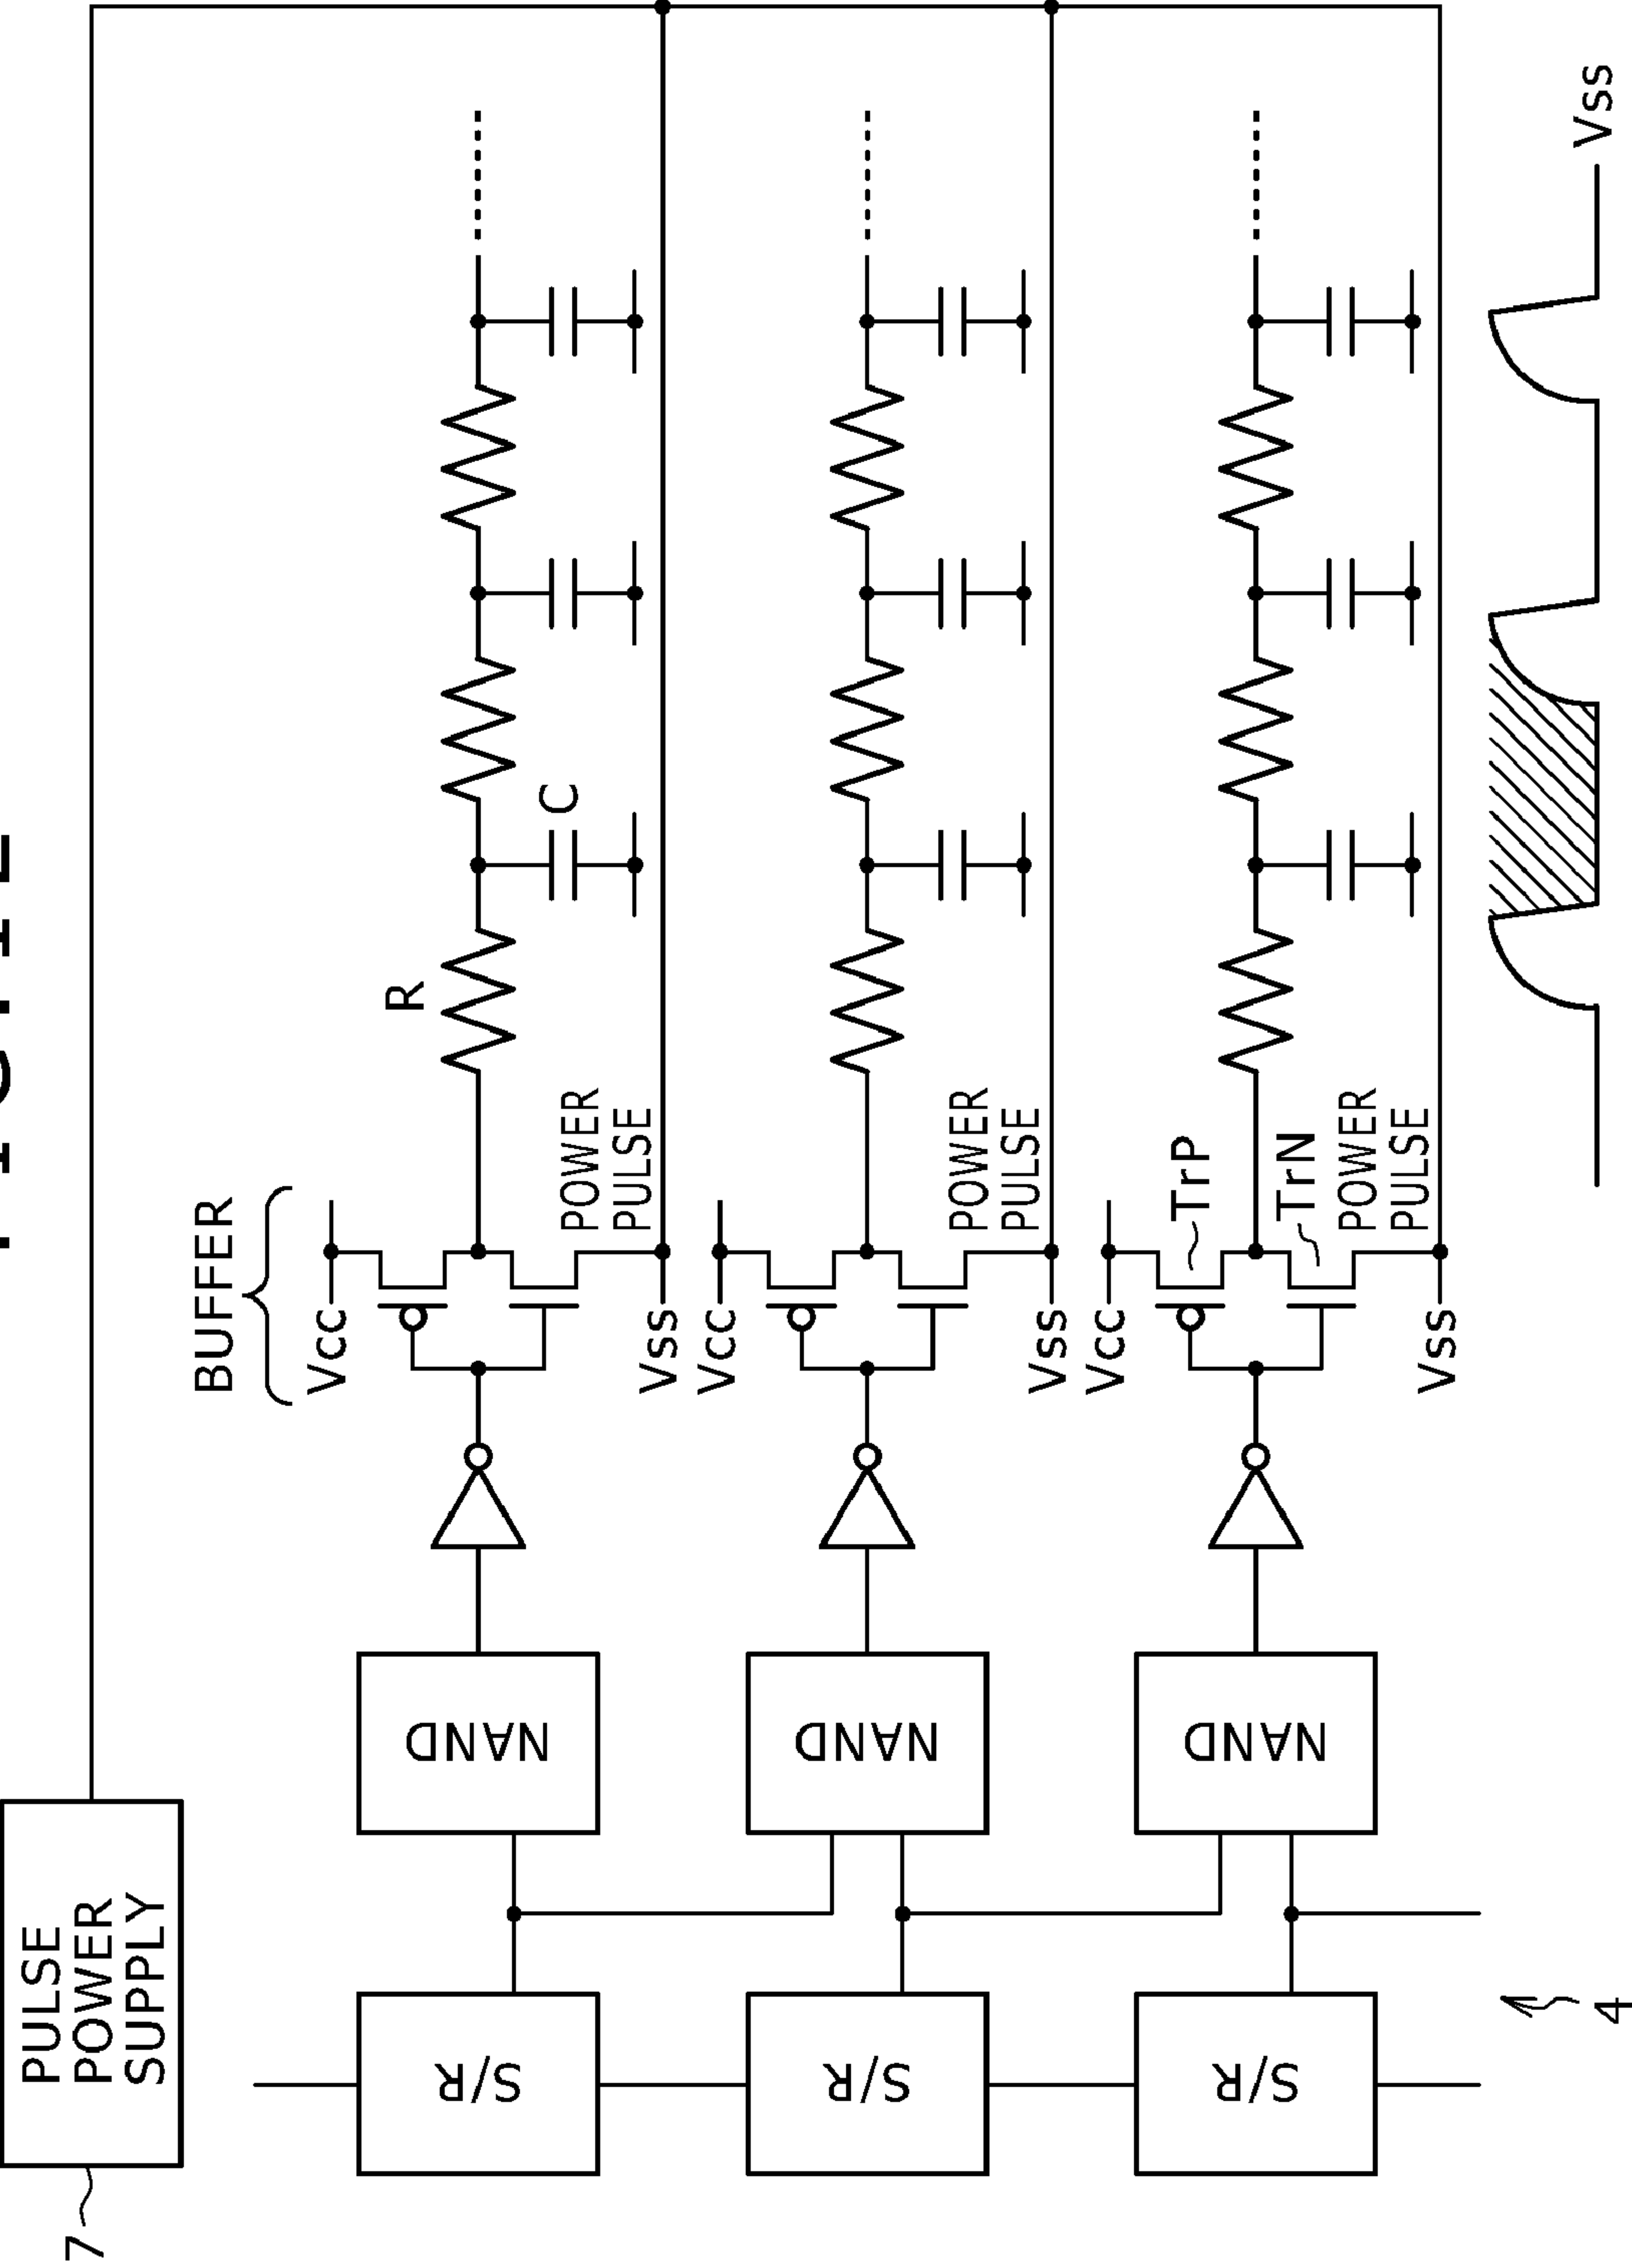 7
PULSE
POWER
SUPPLY
BUFFER
Vcc
R
C
S/R
NAND
POWER
PULSE
Vss
Vcc
S/R
NAND
POWER
PULSE
Vss
Vcc
TrP
S/R
NAND
TrN
POWER
PULSE
Vss
4
Vss